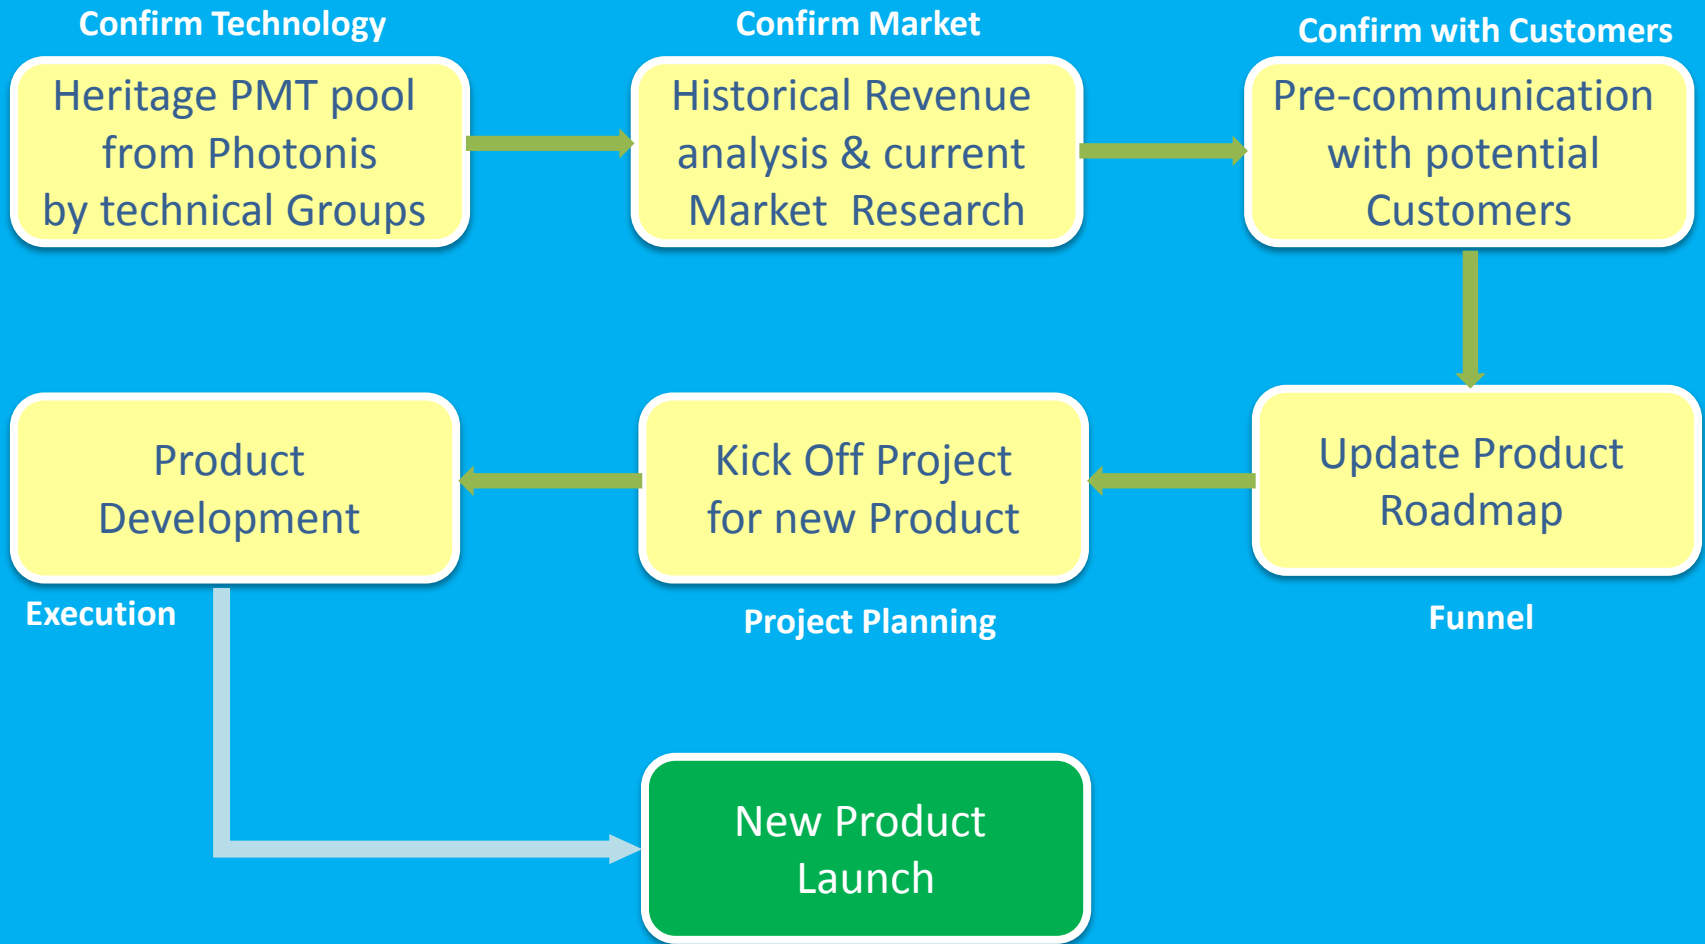 Confirm Technology
Heritage PMT pool
from Photonis
by technical Groups
Confirm Market
Historical Revenue
analysis & current
Market  Research
Confirm with Customers
Pre-communication
with potential
Customers
Update Product
Roadmap
Funnel
Kick Off Project
for new Product
Project Planning
Product
Development
Execution
New Product
Launch